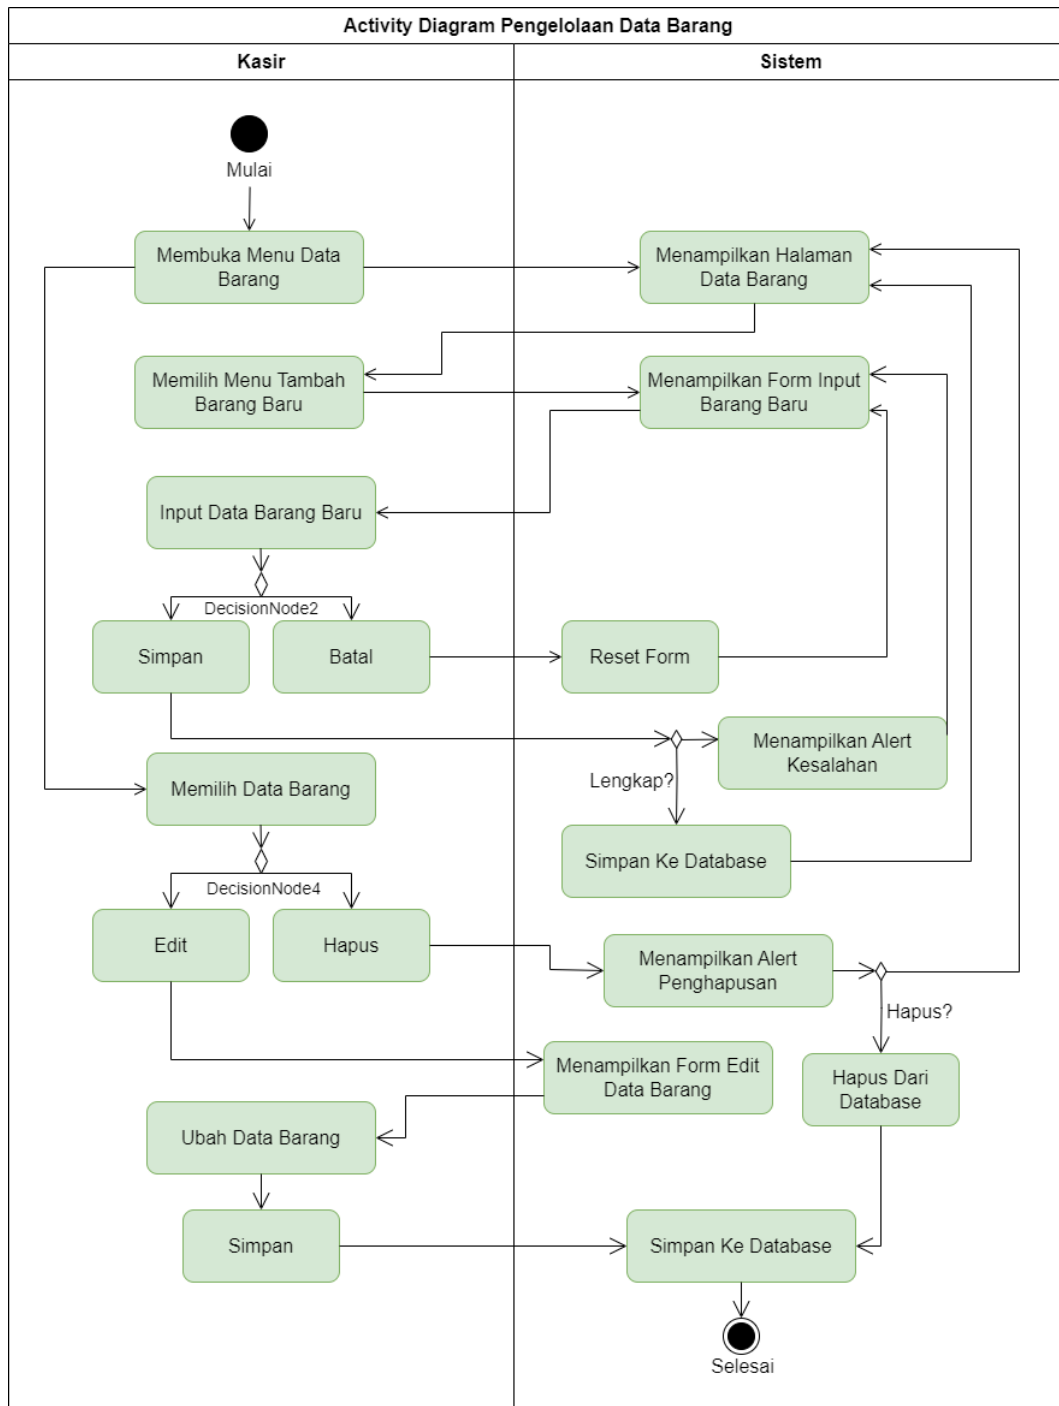 Activity Diagram Pengelolaan Data Barang
Kasir
Sistem
Mulai
Membuka Menu Data
Barang
Menampilkan Halaman
Data Barang
Memilih Menu Tambah
Barang Baru
Menampilkan Form Input
Barang Baru
Input Data Barang Baru
DecisionNode2
Simpan
Batal
Reset Form
Menampilkan Alert
Kesalahan
Lengkap?
Memilih Data Barang
Simpan Ke Database
DecisionNode4
Edit
Hapus
Menampilkan Alert
Penghapusan
Hapus?
Menampilkan Form Edit
Data Barang
Hapus Dari
Database
Ubah Data Barang
Simpan
Simpan Ke Database
Selesai